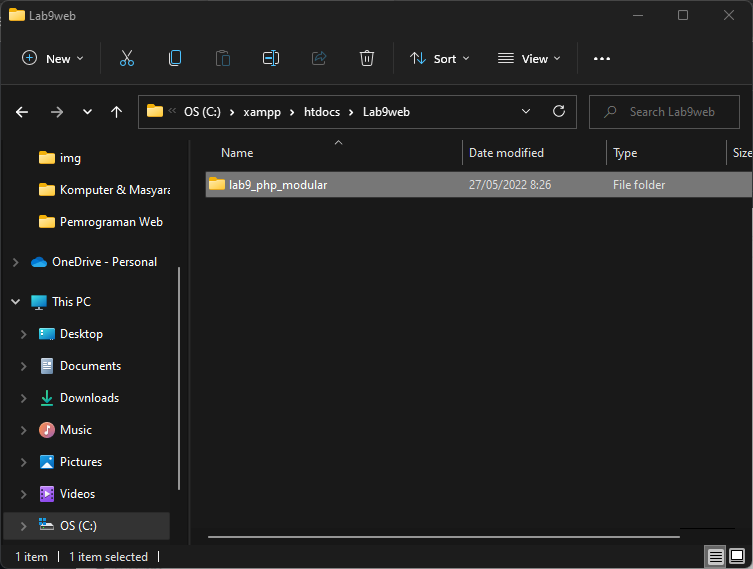 Lab9web
New Sort View
« OS (C:) › xampp › htdocs › Lab9web Search Lab9web
img
Komputer & Masyara
Pemrograman Web
OneDrive - Personal
This PC
Desktop
Documents
Downloads
Music
Pictures
Videos
OS (C:)
Name Date modified Type Size
lab9_php_modular 27/05/2022 8:26 File folder
1 item 1 item selected